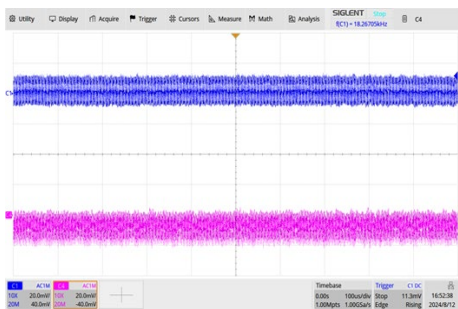 Utility Display Acquire Trigger Cursors Measure Math Analysis SIGLENT Stop C4
f(C1) = 18.26705kHz
C1
C1 AC1M C4 AC1M Timebase Trigger C1 DC
10X 20.0mV/ 10X 20.0mV/ 0.00s 100us/div Stop 11.3mV 16:52:38
20M 40.0mV 20M -40.0mV 1.00Mpts 1.00GSa/s Edge Rising 2024/8/12